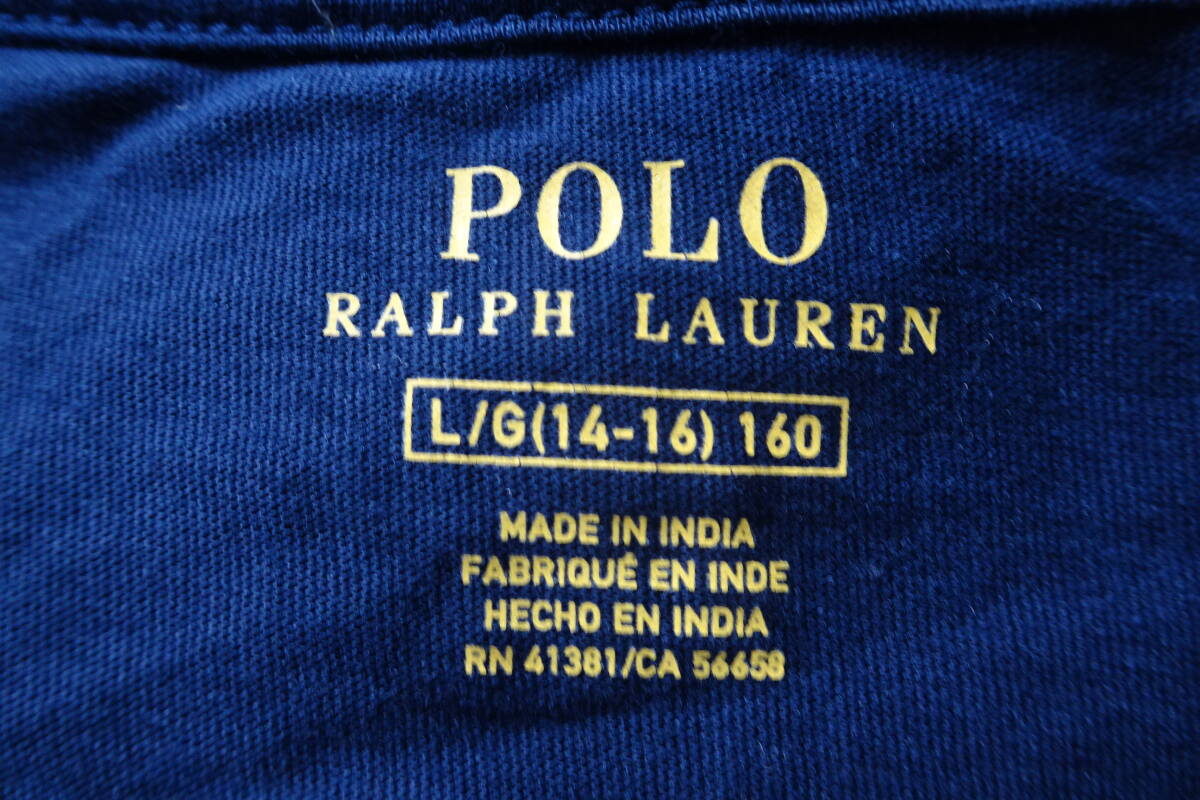 POLO
RALPH LAUREN
L/G(14-16) 160
MADE IN INDIA
FABRIQUÉ EN INDE
HECHO EN INDIA
RN 41381/CA 56658